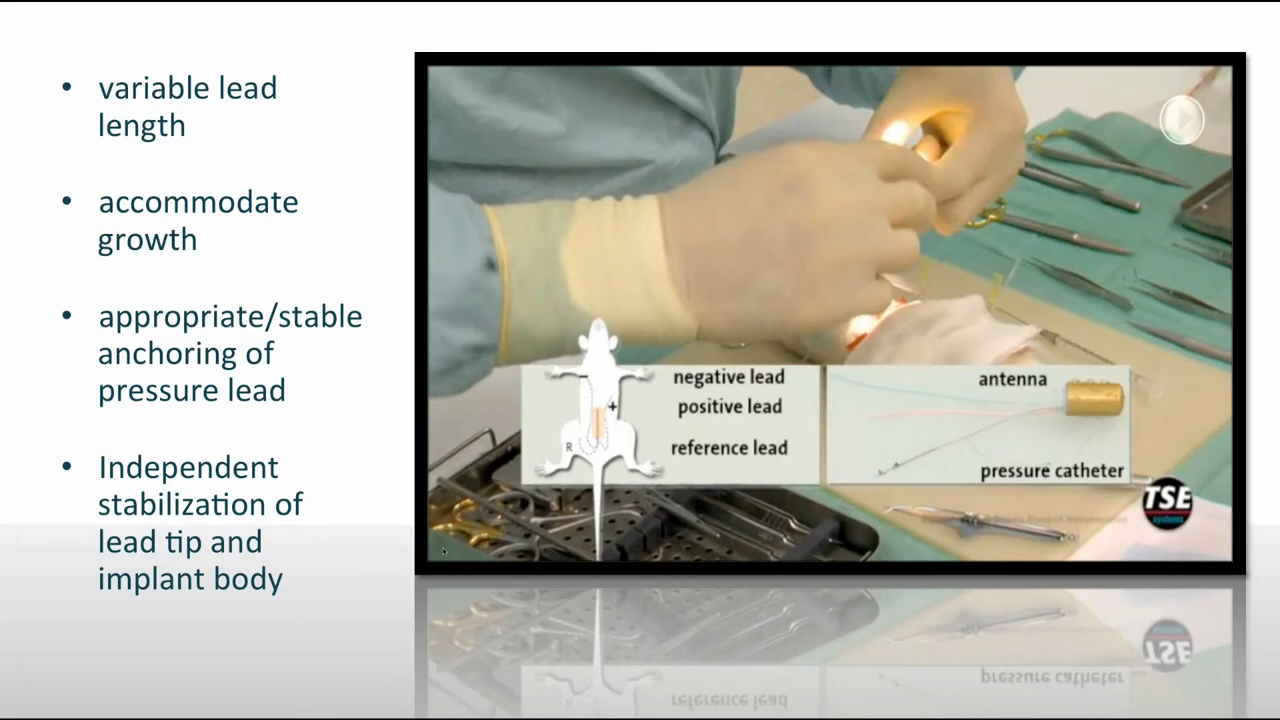 • variable lead
length
• accommodate
growth
• appropriate/stable
anchoring of
pressure lead
• Independent
stabilization of
lead tip and
implant body
negative lead
+
positive lead
R
reference lead
antenna
pressure catheter
TSE
systems